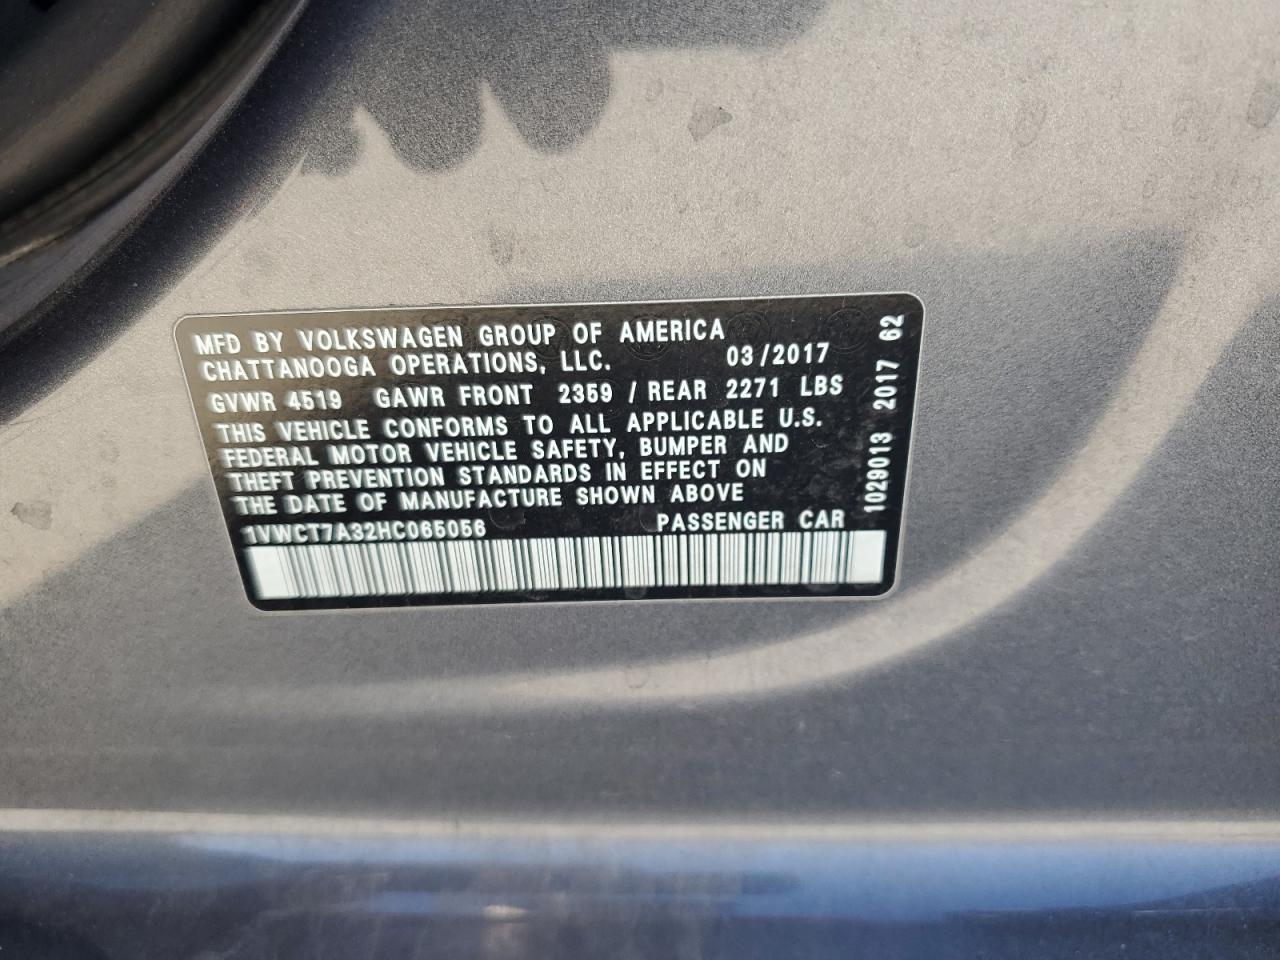 MFD BY VOLKSWAGEN GROUP OF AMERICA
CHATTANOOGA OPERATIONS, LLC. 03/2017
GVWR 4519 GAWR FRONT 2359 / REAR 2271 LBS
THIS VEHICLE CONFORMS TO ALL APPLICABLE U.S.
FEDERAL MOTOR VEHICLE SAFETY, BUMPER AND
THEFT PREVENTION STANDARDS IN EFFECT ON
THE DATE OF MANUFACTURE SHOWN ABOVE
1VWCT7A32HC065056 PASSENGER CAR
1029013 2017 62